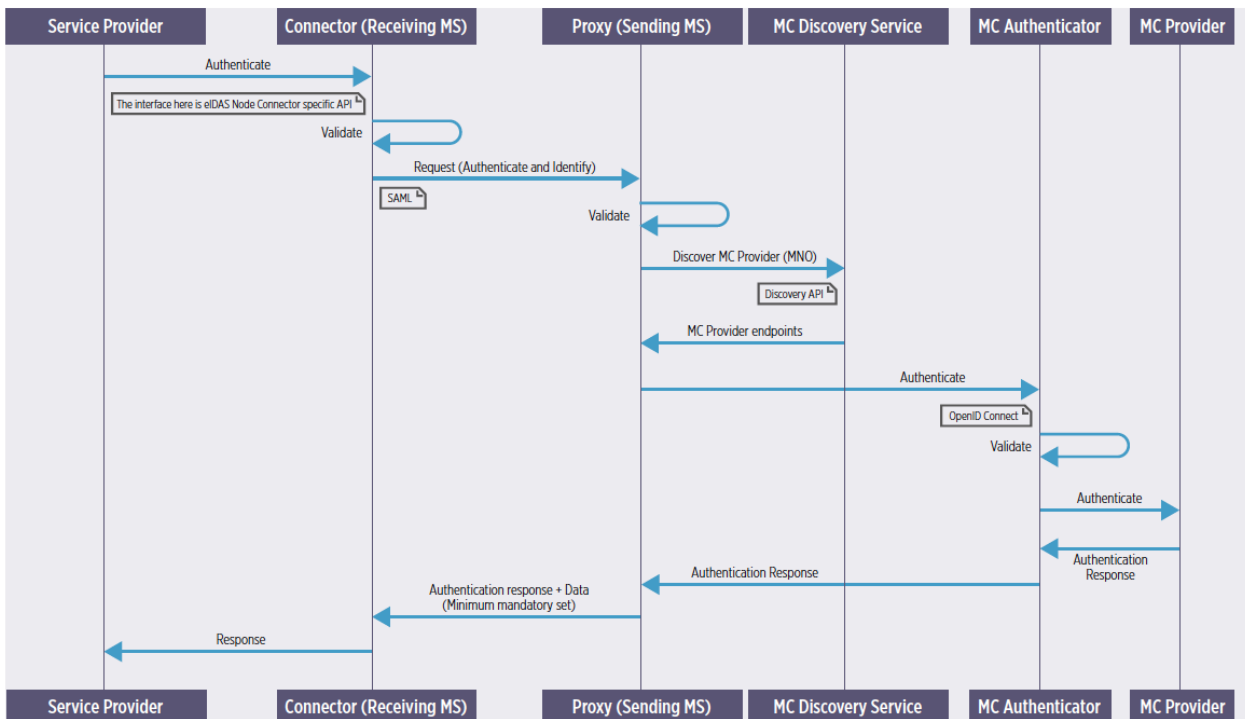 Service Provider
Connector (Receiving MS)
Proxy (Sending MS)
MC Discovery Service
MC Authenticator
MC Provider
Authenticate
The interface here is eIDAS Node Connector specific API
Validate
Request (Authenticate and Identify)
SAML
Validate
Discover MC Provider (MNO)
Discovery API
MC Provider endpoints
Authenticate
OpenID Connect
Validate
Authenticate
Authentication
Response
Authentication Response
Authentication response + Data
(Minimum mandatory set)
Response
Service Provider
Connector (Receiving MS)
Proxy (Sending MS)
MC Discovery Service
MC Authenticator
MC Provider